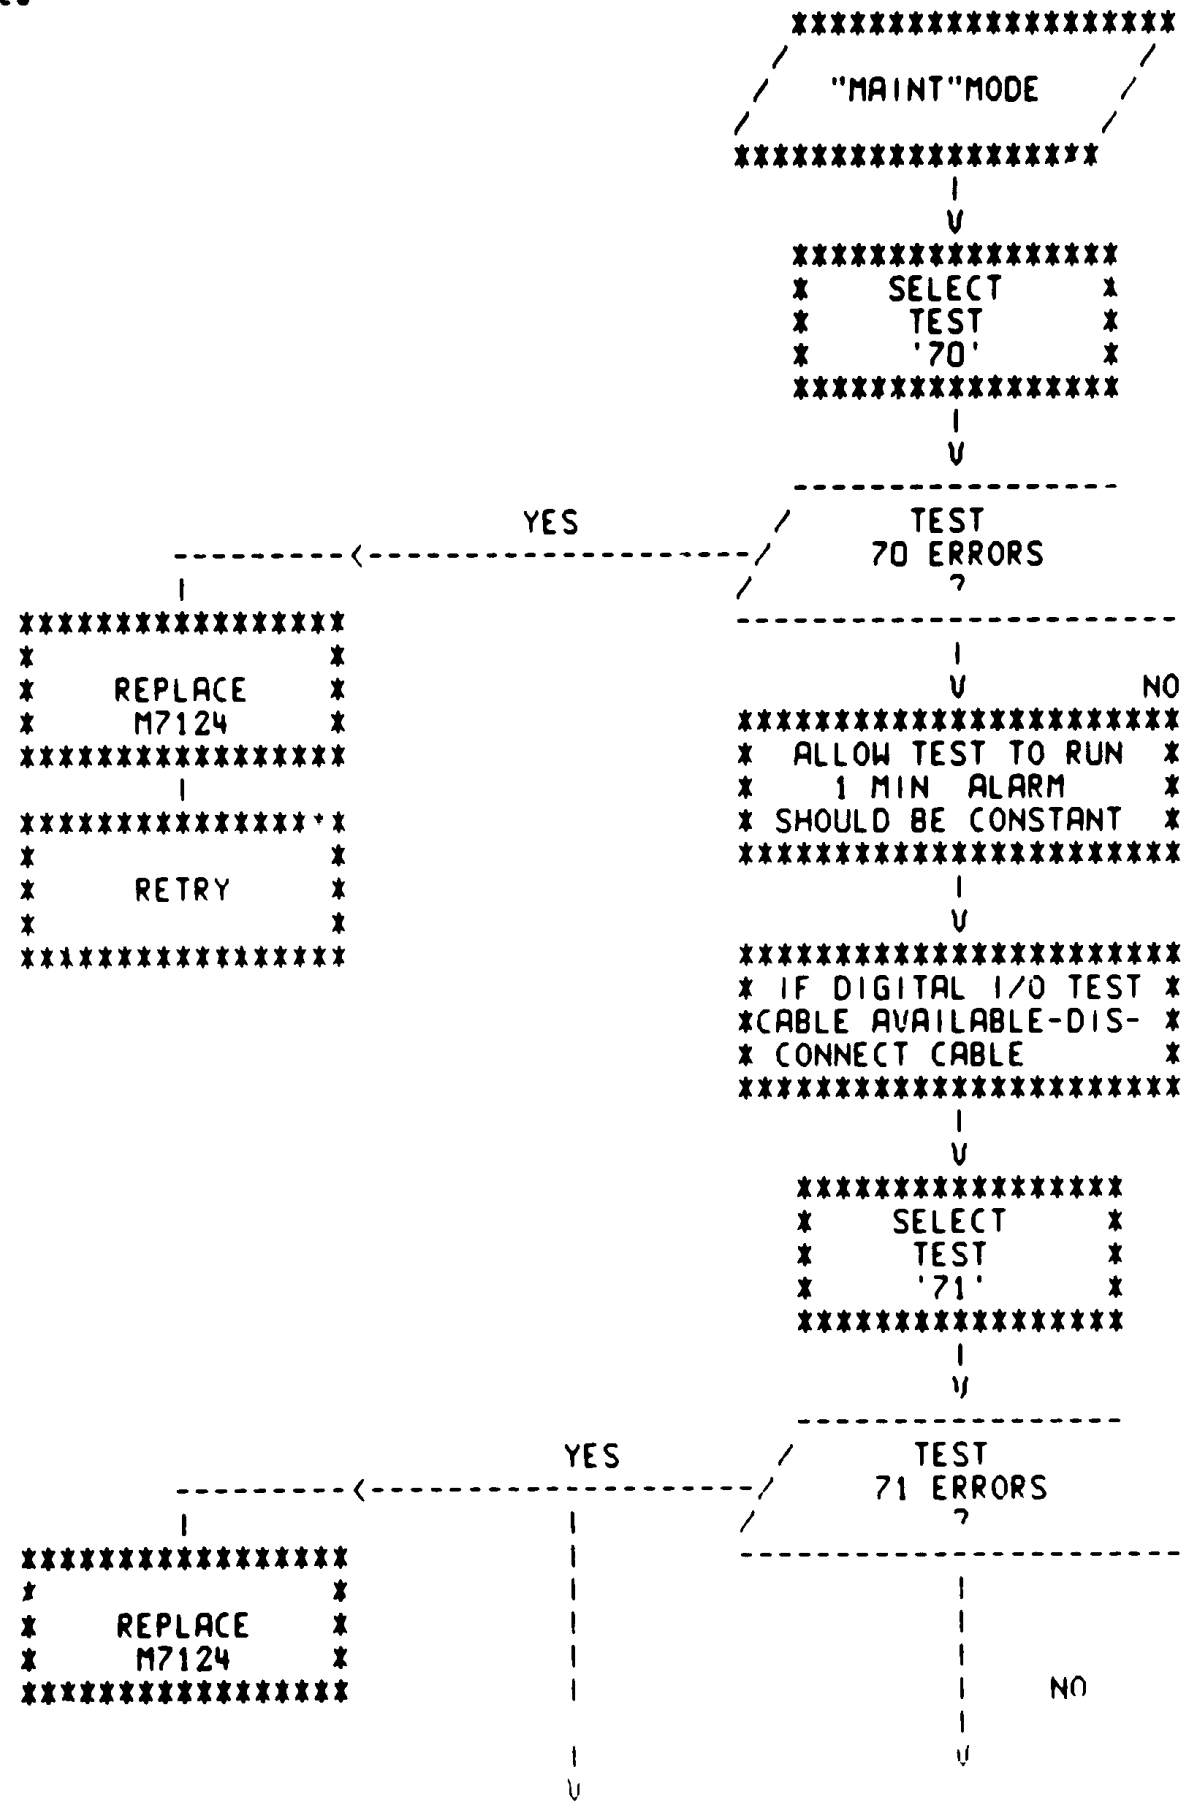 "MAINT"MODE
SELECT
TEST
'70'
YES
TEST
70 ERRORS
?
REPLACE
M7124
NO
ALLOW TEST TO RUN
1 MIN ALARM
SHOULD BE CONSTANT
RETRY
IF DIGITAL I/O TEST
CABLE AVAILABLE-DIS-
CONNECT CABLE
SELECT
TEST
'71'
YES
TEST
71 ERRORS
?
REPLACE
M7124
NO